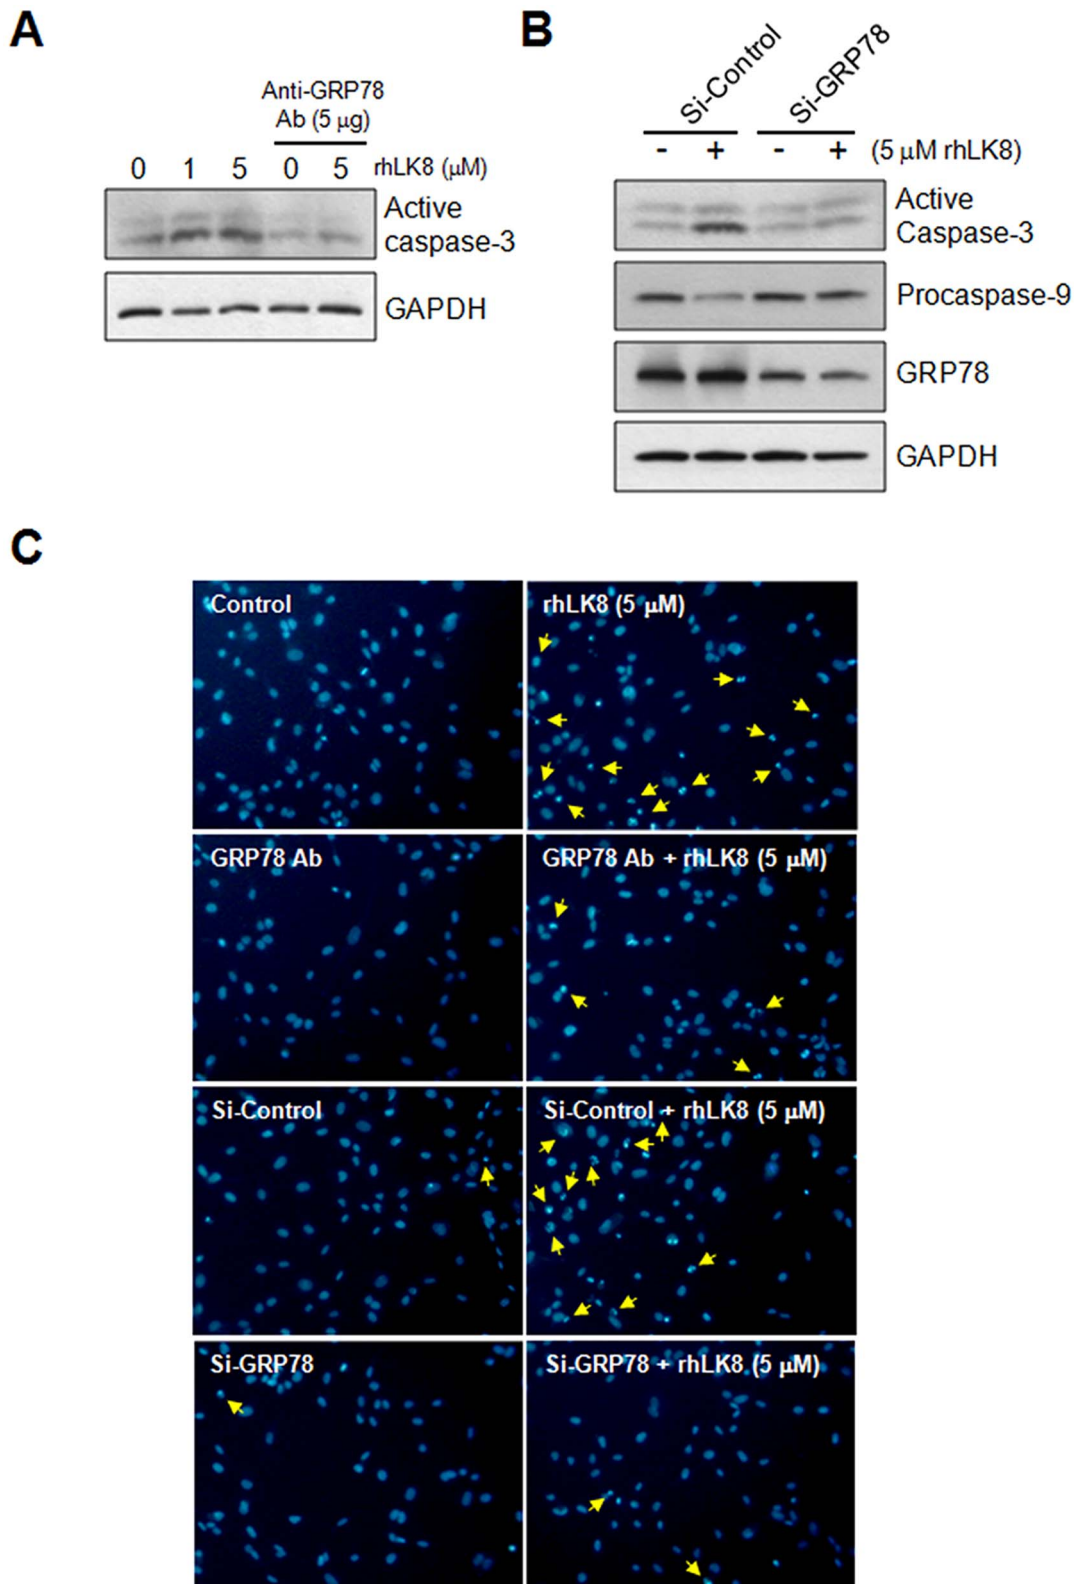 A
Anti-GRP78
Ab (5 μg)
0 1 5 0 5 rhLK8 (μM)
Active
caspase-3
GAPDH
B
Si-Control Si-GRP78
- + - + (5 μM rhLK8)
Active
Caspase-3
Procaspase-9
GRP78
GAPDH
C
Control
rhLK8 (5 μM)
GRP78 Ab
GRP78 Ab + rhLK8 (5 μM)
Si-Control
Si-Control + rhLK8 (5 μM)
Si-GRP78
Si-GRP78 + rhLK8 (5 μM)